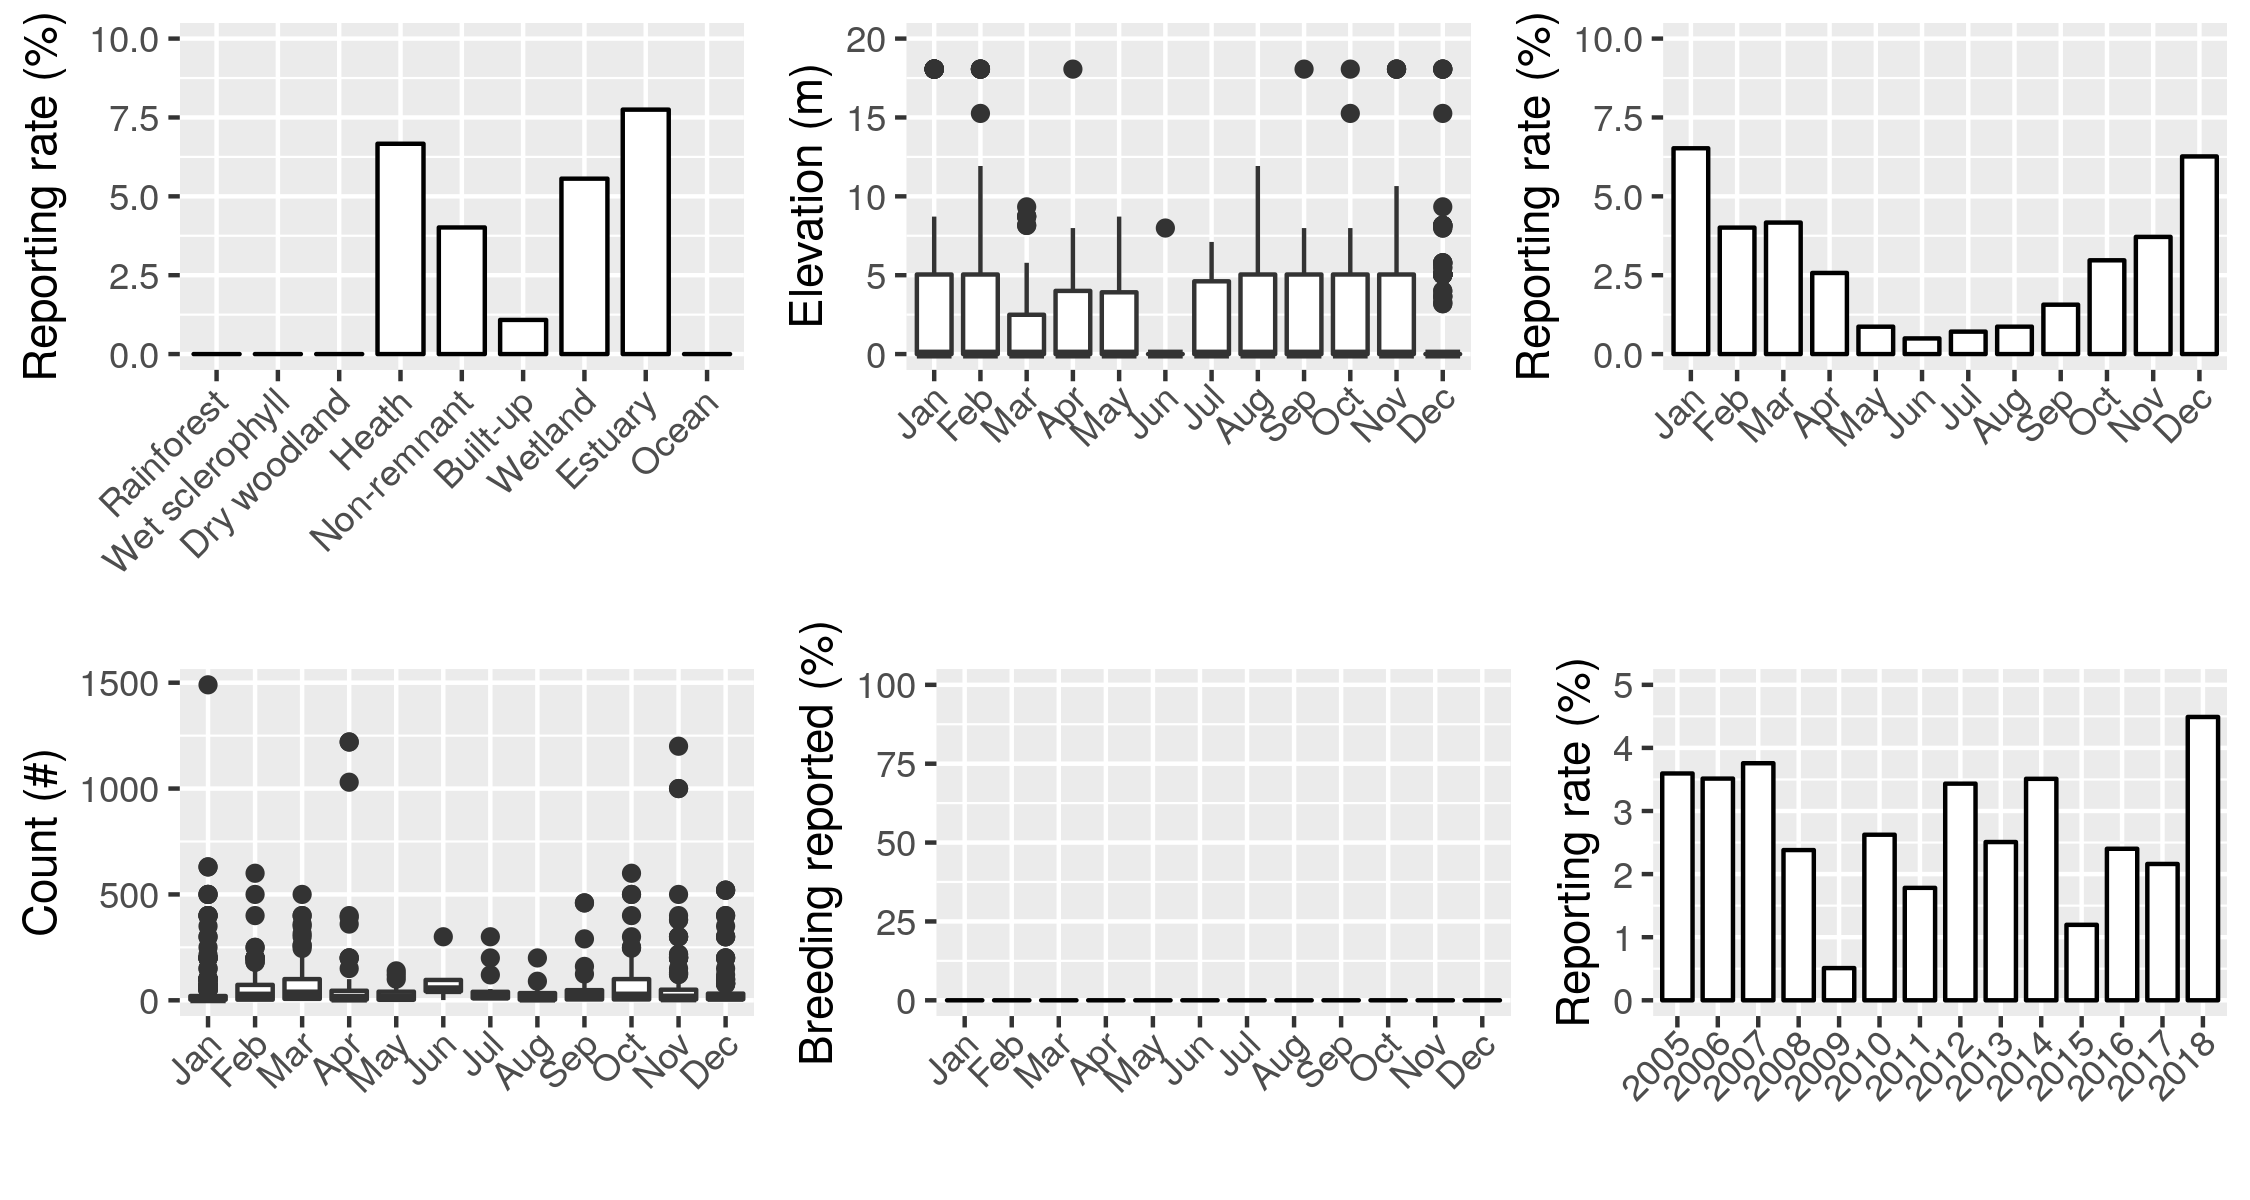 Reporting rate (%)
10.0
7.5
5.0
2.5
0.0
Rainforest
Wet sclerophyll
Dry woodland
Heath
Non-remnant
Built-up
Wetland
Estuary
Ocean
Elevation (m)
20
15
10
5
0
Jan
Feb
Mar
Apr
May
Jun
Jul
Aug
Sep
Oct
Nov
Dec
Reporting rate (%)
10.0
7.5
5.0
2.5
0.0
Jan
Feb
Mar
Apr
May
Jun
Jul
Aug
Sep
Oct
Nov
Dec
Count (#)
1500
1000
500
0
Jan
Feb
Mar
Apr
May
Jun
Jul
Aug
Sep
Oct
Nov
Dec
Breeding reported (%)
100
75
50
25
0
Jan
Feb
Mar
Apr
May
Jun
Jul
Aug
Sep
Oct
Nov
Dec
Reporting rate (%)
5
4
3
2
1
0
2005
2006
2007
2008
2009
2010
2011
2012
2013
2014
2015
2016
2017
2018